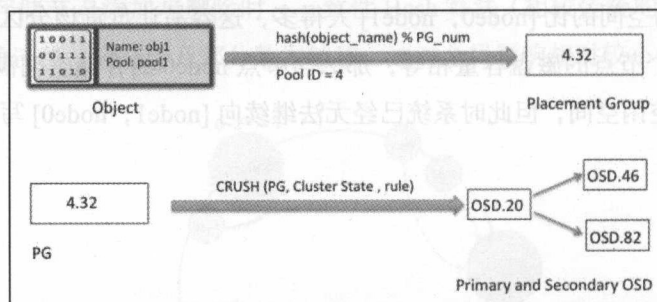 10011
00111
11010
Name: obj1
Pool: pool1
hash(object_name) % PG_num
Pool ID = 4
4.32
Object
Placement Group
4.32
CRUSH (PG, Cluster State , rule)
OSD.20
OSD.46
OSD.82
PG
Primary and Secondary OSD